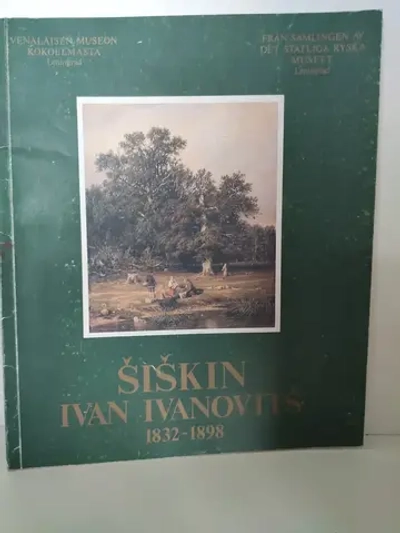 VENÄLÄISEN MUSEON
KOKOELMASTA
Leningrad
FRÅN SAMLINGEN AV
DET STATLIGA RYSKA
MUSEET
Leningrad
ŠIŠKIN
IVAN IVANOVITŠ
1832-1898